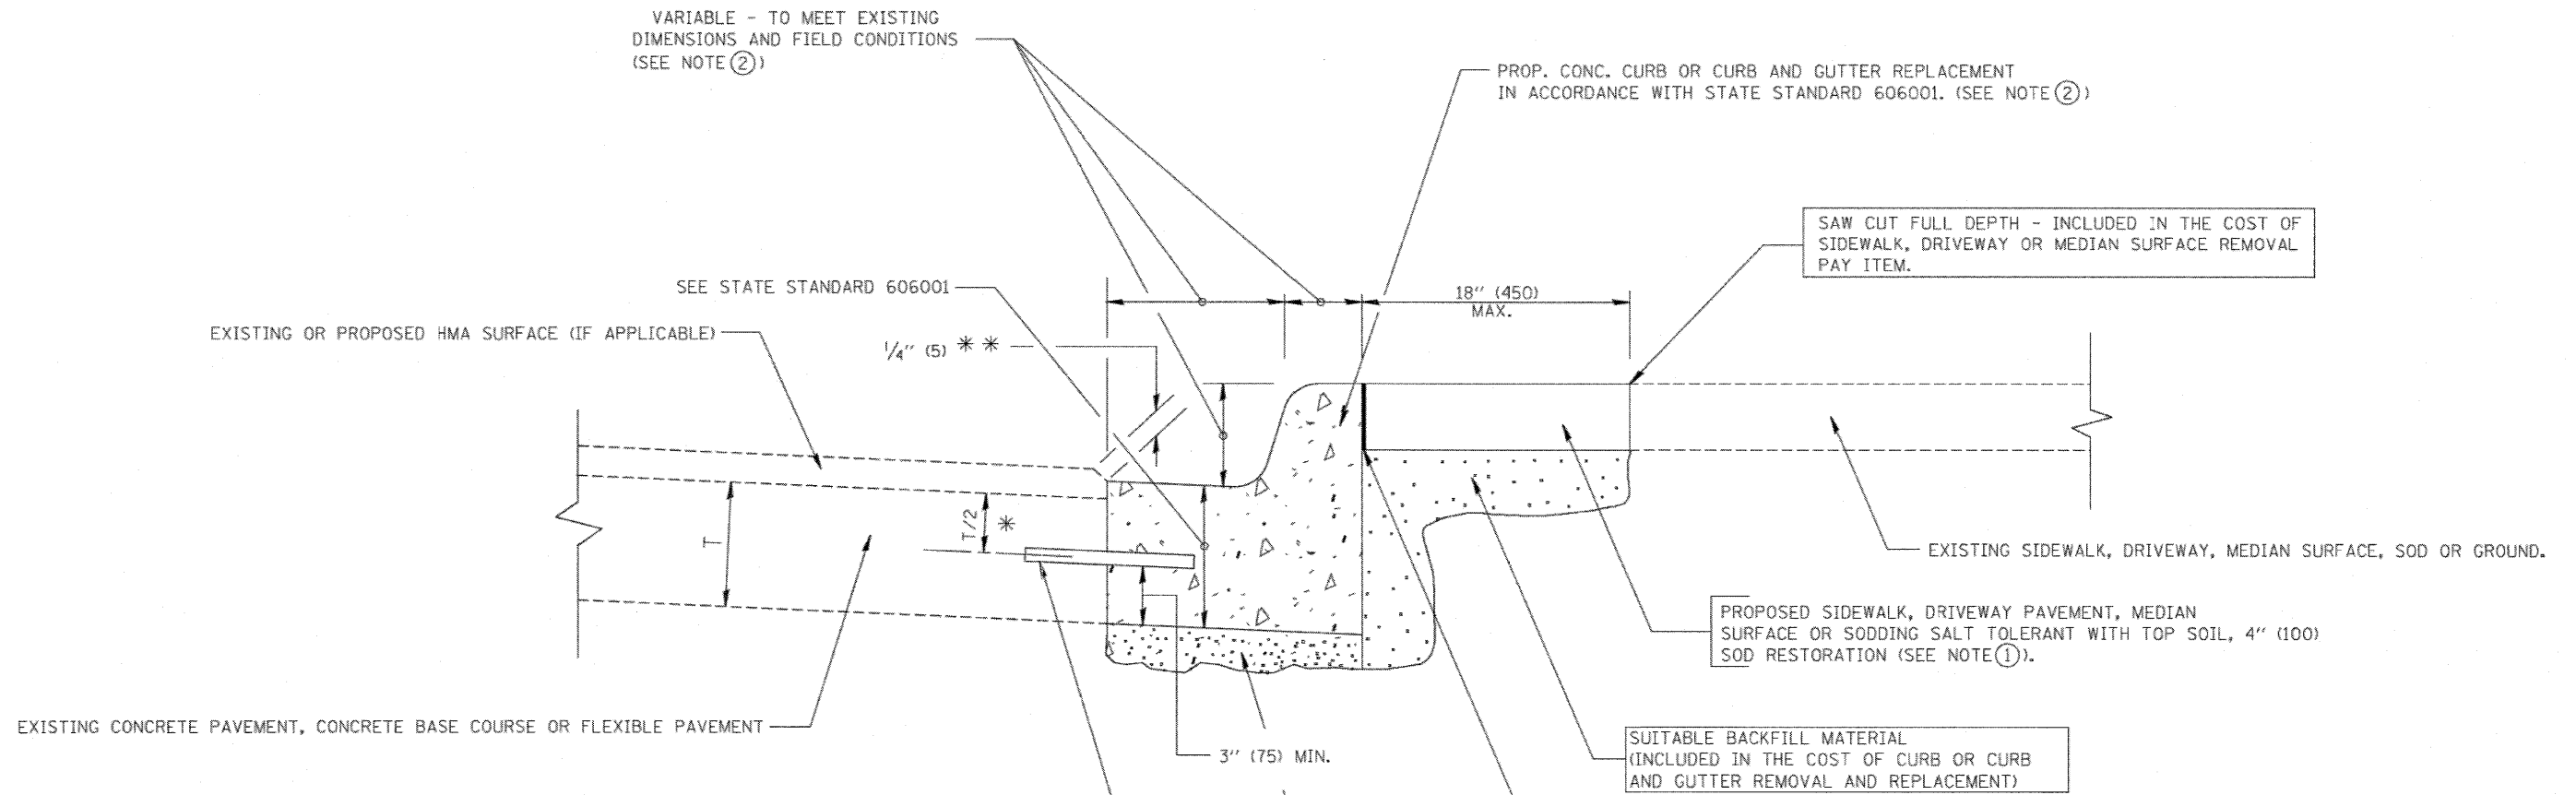 VARIABLE - TO MEET EXISTING
DIMENSIONS AND FIELD CONDITIONS
(SEE NOTE ②)
PROP. CONC. CURB OR CURB AND GUTTER REPLACEMENT
IN ACCORDANCE WITH STATE STANDARD 606001. (SEE NOTE ②)
SAW CUT FULL DEPTH - INCLUDED IN THE COST OF
SIDEWALK, DRIVEWAY OR MEDIAN SURFACE REMOVAL
PAY ITEM.
SEE STATE STANDARD 606001
18" (450)
MAX.
EXISTING OR PROPOSED HMA SURFACE (IF APPLICABLE)
1/4" (5) * *
T
T/2 *
EXISTING SIDEWALK, DRIVEWAY, MEDIAN SURFACE, SOD OR GROUND.
PROPOSED SIDEWALK, DRIVEWAY PAVEMENT, MEDIAN
SURFACE OR SODDING SALT TOLERANT WITH TOP SOIL, 4" (100)
SOD RESTORATION (SEE NOTE ①).
EXISTING CONCRETE PAVEMENT, CONCRETE BASE COURSE OR FLEXIBLE PAVEMENT
3" (75) MIN.
SUITABLE BACKFILL MATERIAL
(INCLUDED IN THE COST OF CURB OR CURB
AND GUTTER REMOVAL AND REPLACEMENT)